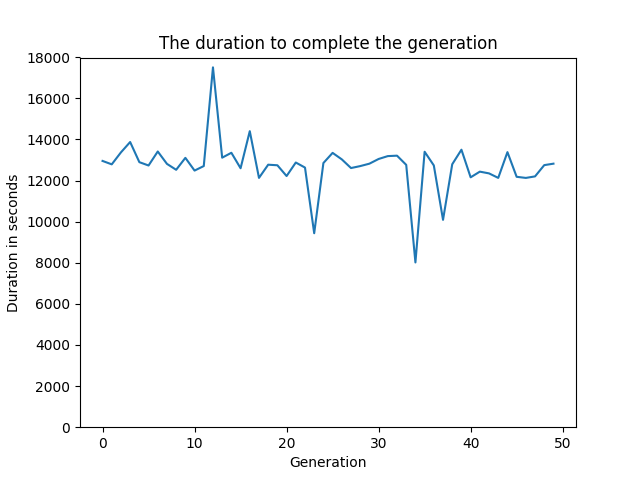 The duration to complete the generation
18000
16000
14000
12000
10000
8000
6000
4000
2000
0
Duration in seconds
0 10 20 30 40 50
Generation